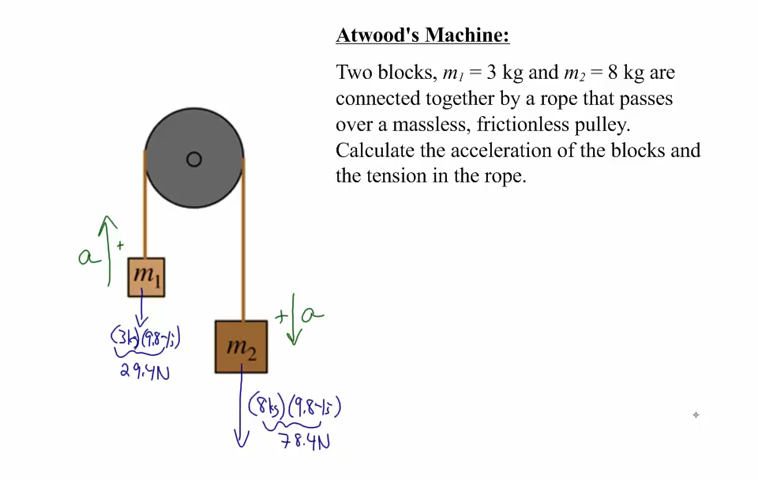 Atwood's Machine:
Two blocks, m₁ = 3 kg and m₂ = 8 kg are
connected together by a rope that passes
over a massless, frictionless pulley.
Calculate the acceleration of the blocks and
the tension in the rope.
a +
m₁
+ a
(3kg)(9.8m/s²)
29.4N
m₂
(8kg)(9.8m/s²)
78.4N